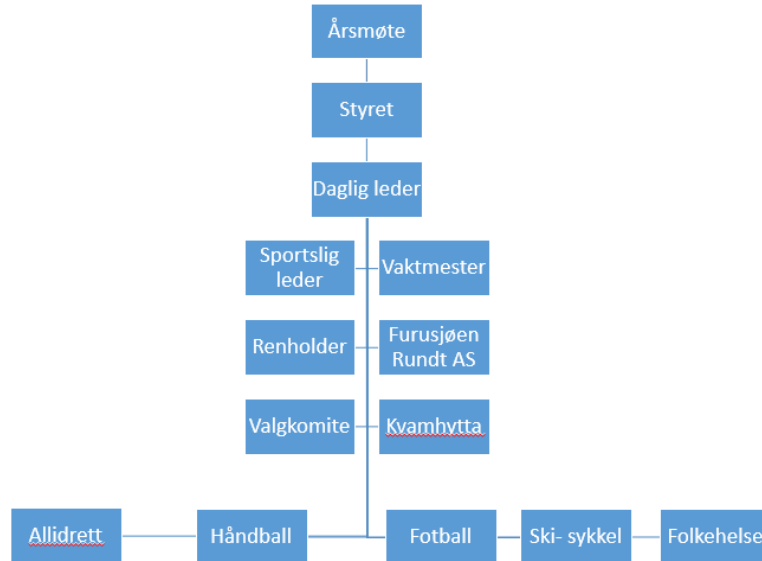 Årsmøte
Styret
Daglig leder
Sportslig
leder
Vaktmester
Renholder
Furusjøen
Rundt AS
Valgkomite
Kvamhytta
Allidrett
Håndball
Fotball
Ski- sykkel
Folkehelse